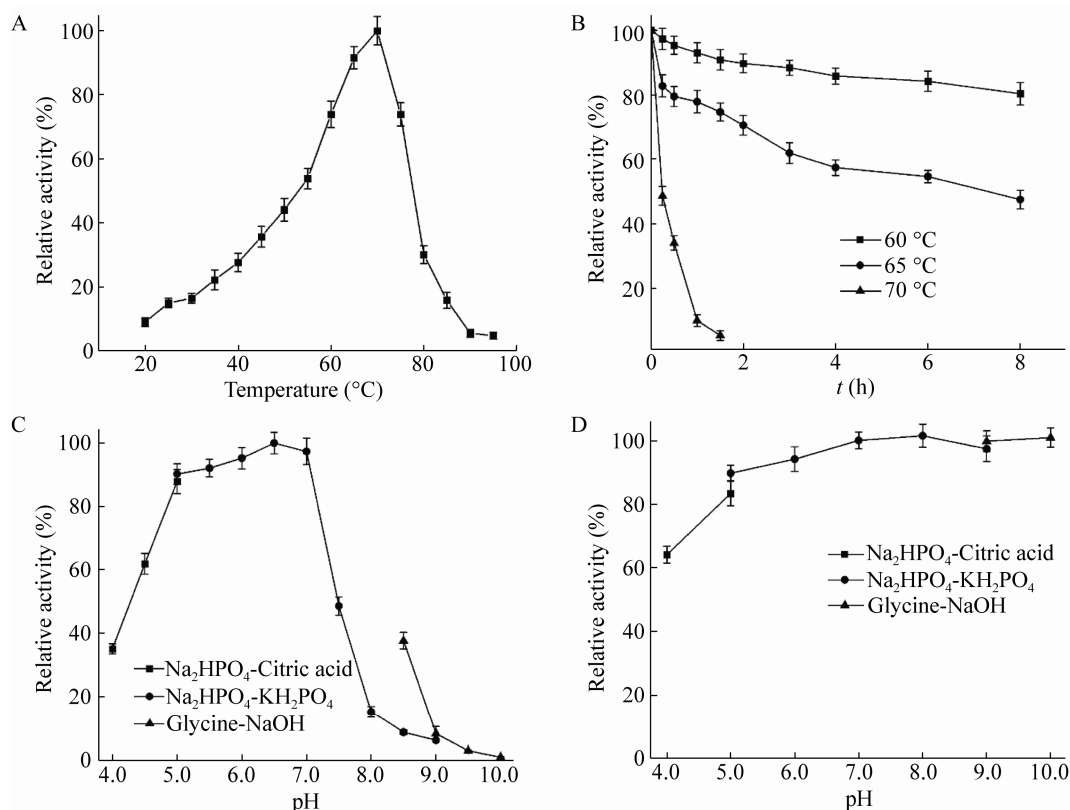 A
Relative activity (%)
100
80
60
40
20
0
20
40
60
80
100
Temperature (°C)
B
Relative activity (%)
100
80
60
40
20
0
2
4
6
8
t (h)
60 °C
65 °C
70 °C
C
Relative activity (%)
100
80
60
40
20
0
4.0
5.0
6.0
7.0
8.0
9.0
10.0
pH
Na₂HPO₄-Citric acid
Na₂HPO₄-KH₂PO₄
Glycine-NaOH
D
Relative activity (%)
100
80
60
40
20
0
4.0
5.0
6.0
7.0
8.0
9.0
10.0
pH
Na₂HPO₄-Citric acid
Na₂HPO₄-KH₂PO₄
Glycine-NaOH